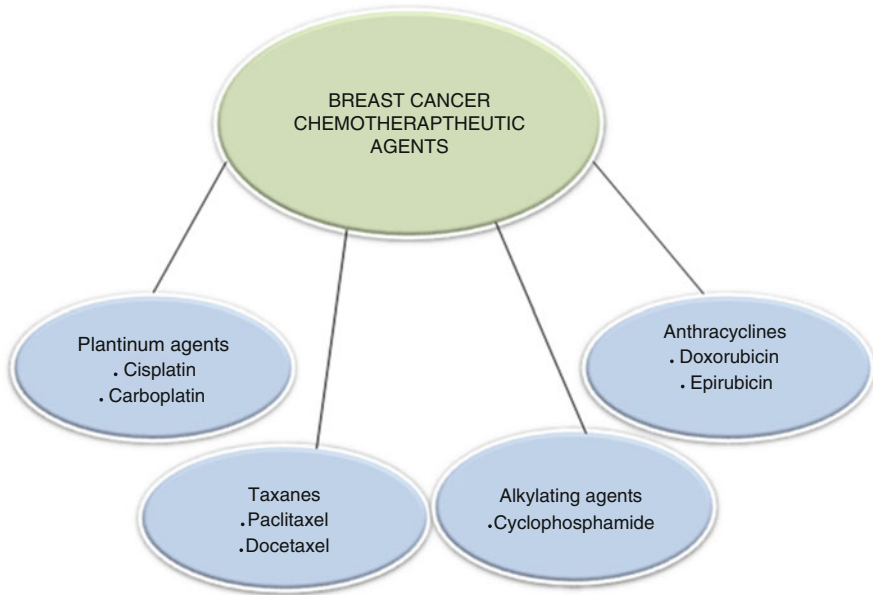 BREAST CANCER
CHEMOTHERAPTHEUTIC
AGENTS
Plantinum agents
• Cisplatin
• Carboplatin
Taxanes
• Paclitaxel
• Docetaxel
Alkylating agents
• Cyclophosphamide
Anthracyclines
• Doxorubicin
• Epirubicin